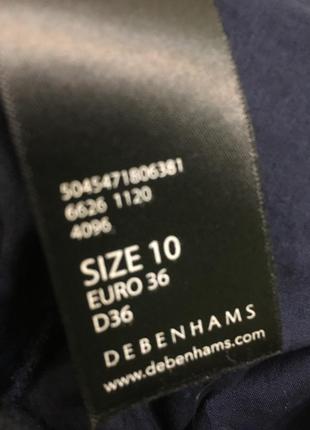 5045471806381
6626 1120
4096
SIZE 10
EURO 36
D36
DEBENHAMS
www.debenhams.com